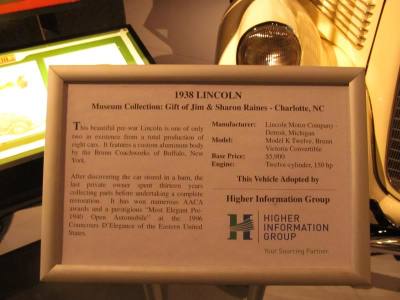 1938 LINCOLN
Museum Collection: Gift of Jim & Sharon Raines - Charlotte, NC
This beautiful pre-war Lincoln is one of only
two in existence from a total production of
eight cars. It features a custom aluminum body
by the Brunn Coachworks of Buffalo, New
York.
After discovering the car stored in a barn, the
last private owner spent thirteen years
collecting parts before undertaking a complete
restoration. It has won numerous AACA
awards and a prestigious "Most Elegant Pre-
1940 Open Automobile" at the 1996
Concours D'Elegance of the Eastern United
States.
Manufacturer: Lincoln Motor Company
Detroit, Michigan
Model: Model K Twelve, Brunn
Victoria Convertible
Base Price: $5,900
Engine: Twelve-cylinder, 150 hp
This Vehicle Adopted by
Higher Information Group
HIGHER
INFORMATION
GROUP
Your Sourcing Partner.